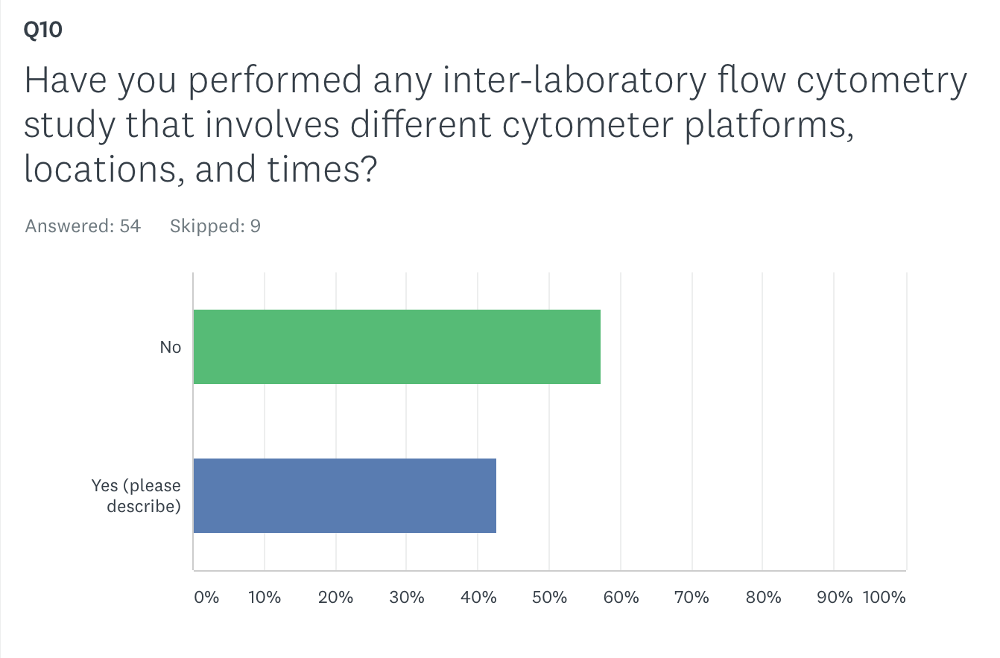 Q10
Have you performed any inter-laboratory flow cytometry
study that involves different cytometer platforms,
locations, and times?
Answered: 54 Skipped: 9
No
Yes (please
describe)
0% 10% 20% 30% 40% 50% 60% 70% 80% 90% 100%